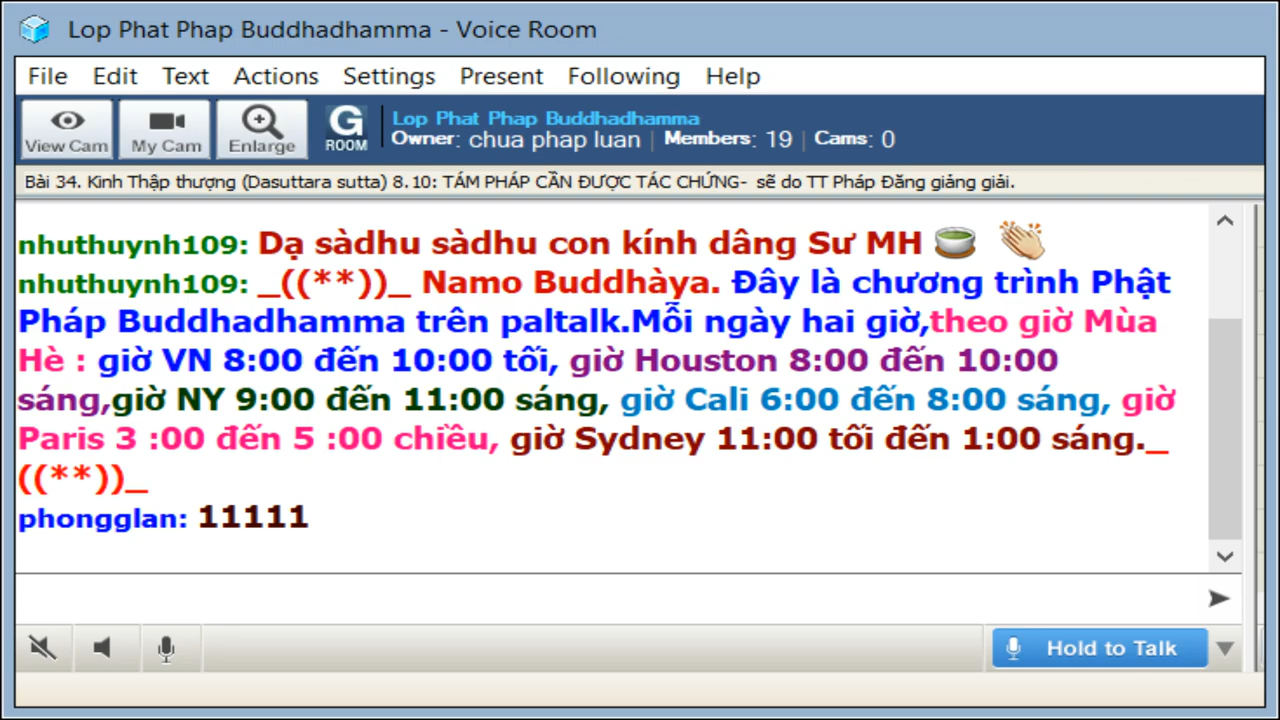 Lop Phat Phap Buddhadhamma - Voice Room
File Edit Text Actions Settings Present Following Help
View Cam My Cam Enlarge G ROOM
Lop Phat Phap Buddhadhamma
Owner: chua phap luan | Members: 19 | Cams: 0
Bài 34. Kinh Thập thượng (Dasuttara sutta) 8.10: TÁM PHÁP CẦN ĐƯỢC TÁC CHỨNG- sẽ do TT Pháp Đăng giảng giải.
nhuthuynh109: Dạ sàdhu sàdhu con kính dâng Sư MH
nhuthuynh109: _((**))_ Namo Buddhàya. Đây là chương trình Phật
Pháp Buddhadhamma trên paltalk.Mỗi ngày hai giờ,theo giờ Mùa
Hè : giờ VN 8:00 đến 10:00 tối, giờ Houston 8:00 đến 10:00
sáng,giờ NY 9:00 đến 11:00 sáng, giờ Cali 6:00 đến 8:00 sáng, giờ
Paris 3 :00 đến 5 :00 chiều, giờ Sydney 11:00 tối đến 1:00 sáng._
((**))_
phongglan: 11111
Hold to Talk